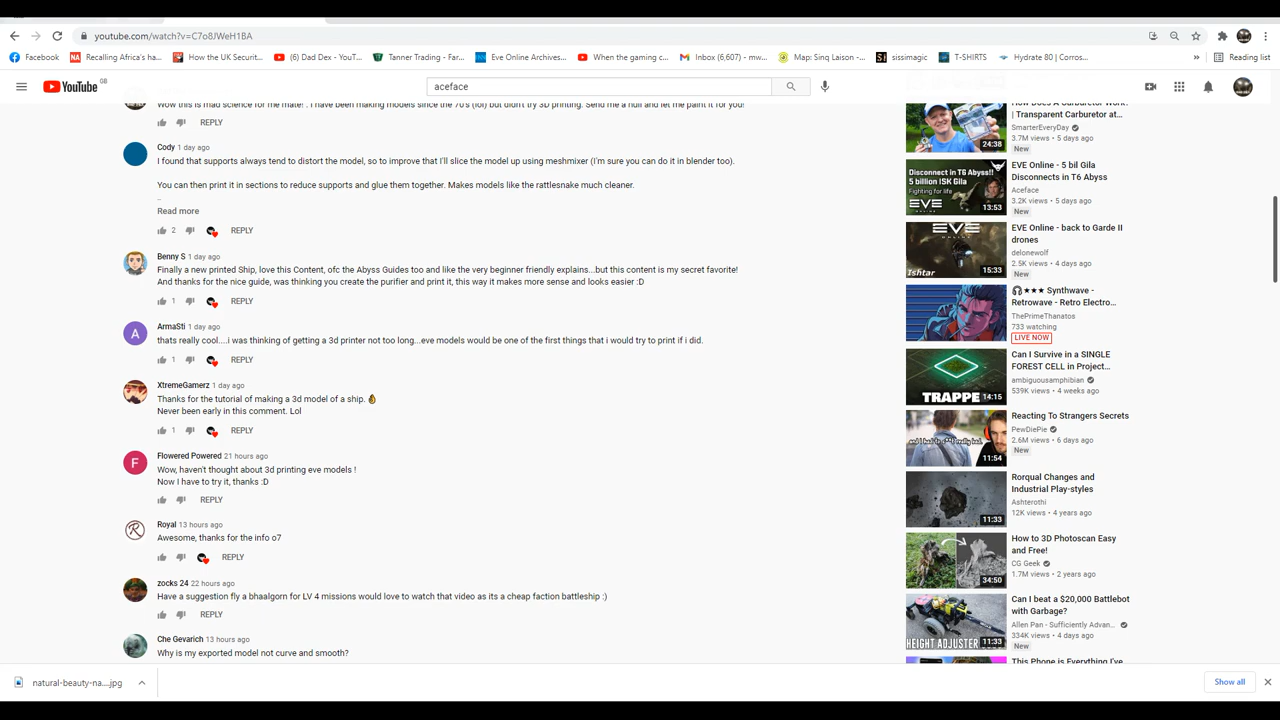 youtube.com/watch?v=C7o8JWeH1BA
Facebook
Recalling Africa's ha...
How the UK Securit...
(6) Dad Dex - YouT...
Tanner Trading - Far...
Eve Online Archives...
When the gaming c...
Inbox (6,607) - mw...
Map: Sinq Laison -...
sissimagic
T-SHIRTS
Hydrate 80 | Corros...
»
Reading list
YouTube GB
aceface
Wow this is mad science for me mate! . I have been making models since the 70's (lol) but didn't try 3D printing. Send me a hull and let me paint it for you!
REPLY
Cody 1 day ago
I found that supports always tend to distort the model, so to improve that I'll slice the model up using meshmixer (I'm sure you can do it in blender too).
You can then print it in sections to reduce supports and glue them together. Makes models like the rattlesnake much cleaner.
..
Read more
2 REPLY
Benny S 1 day ago
Finally a new printed Ship, love this Content, ofc the Abyss Guides too and like the very beginner friendly explains...but this content is my secret favorite!
And thanks for the nice guide, was thinking you create the purifier and print it, this way it makes more sense and looks easier :D
1 REPLY
ArmaSti 1 day ago
A
thats really cool....i was thinking of getting a 3d printer not too long...eve models would be one of the first things that i would try to print if i did.
1 REPLY
XtremeGamerz 1 day ago
Thanks for the tutorial of making a 3d model of a ship.
Never been early in this comment. Lol
1 REPLY
Flowered Powered 21 hours ago
F
Wow, haven't thought about 3d printing eve models !
Now I have to try it, thanks :D
REPLY
Royal 13 hours ago
R
Awesome, thanks for the info o7
REPLY
zocks 24 22 hours ago
Have a suggestion fly a bhaalgorn for LV 4 missions would love to watch that video as its a cheap faction battleship :)
REPLY
Che Gevarich 13 hours ago
Why is my exported model not curve and smooth?
How Does A Carburetor Work?
| Transparent Carburetor at...
SmarterEveryDay
3.7M views • 5 days ago
New
24:38
EVE Online - 5 bil Gila
Disconnects in T6 Abyss
Aceface
3.2K views • 5 days ago
New
Disconnect in T6 Abyss!!
5 billion ISK Gila
Fighting for life
EVE
13:53
EVE Online - back to Garde II
drones
delonewolf
2.5K views • 4 days ago
New
EVE
Ishtar
15:33
★★★ Synthwave -
Retrowave - Retro Electro...
ThePrimeThanatos
733 watching
LIVE NOW
Can I Survive in a SINGLE
FOREST CELL in Project...
ambiguousamphibian
539K views • 4 weeks ago
TRAPPE
14:15
Reacting To Strangers Secrets
PewDiePie
2.6M views • 6 days ago
New
11:54
Rorqual Changes and
Industrial Play-styles
Ashterothi
12K views • 4 years ago
11:33
How to 3D Photoscan Easy
and Free!
CG Geek
1.7M views • 2 years ago
34:50
Can I beat a $20,000 Battlebot
with Garbage?
Allen Pan - Sufficiently Advan...
334K views • 4 days ago
New
HEIGHT ADJUSTER
11:33
This Phone is Everything I've
natural-beauty-na....jpg
Show all